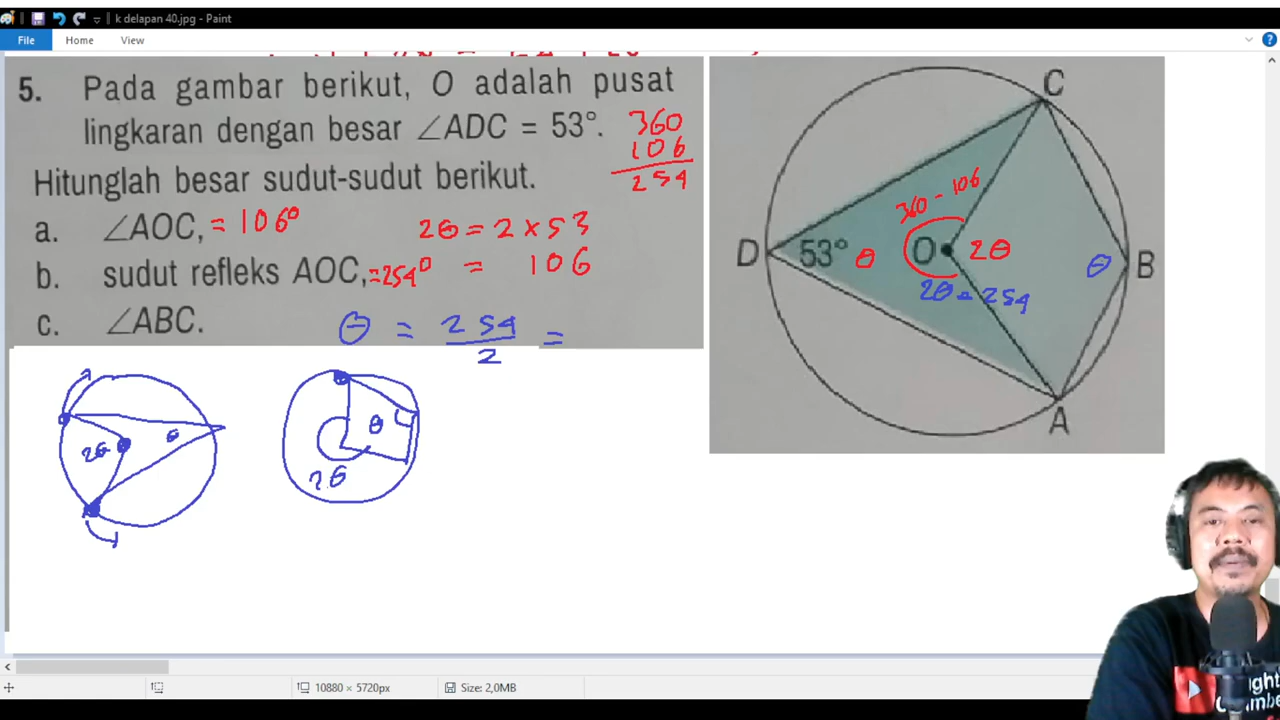 k delapan 40.jpg - Paint
File Home View
5. Pada gambar berikut, O adalah pusat
lingkaran dengan besar ∠ADC = 53°.
Hitunglah besar sudut-sudut berikut.
a. ∠AOC, = 106°
b. sudut refleks AOC, = 254°
c. ∠ABC.
360
106
254
2θ = 2 × 53
= 106
θ = 254
2
=
C
D 53° θ
O
360 - 106
2θ
2θ = 254
θ B
A
2θ
θ
θ
2θ
10880 × 5720px
Size: 2,0MB